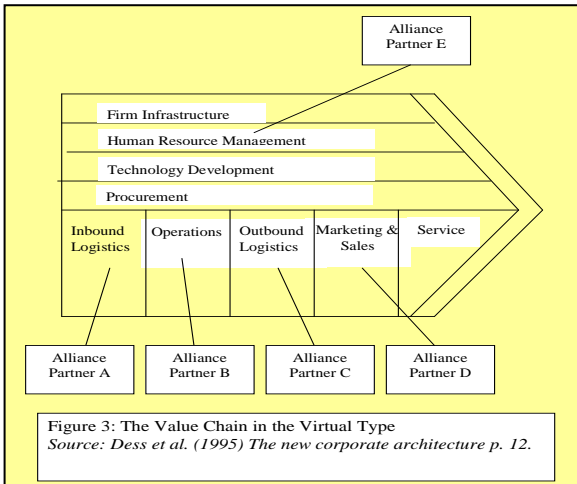 Alliance
Partner E
Firm Infrastructure
Human Resource Management
Technology Development
Procurement
Inbound
Logistics
Operations
Outbound
Logistics
Marketing &
Sales
Service
Alliance
Partner A
Alliance
Partner B
Alliance
Partner C
Alliance
Partner D
Figure 3: The Value Chain in the Virtual Type
Source: Dess et al. (1995) The new corporate architecture p. 12.